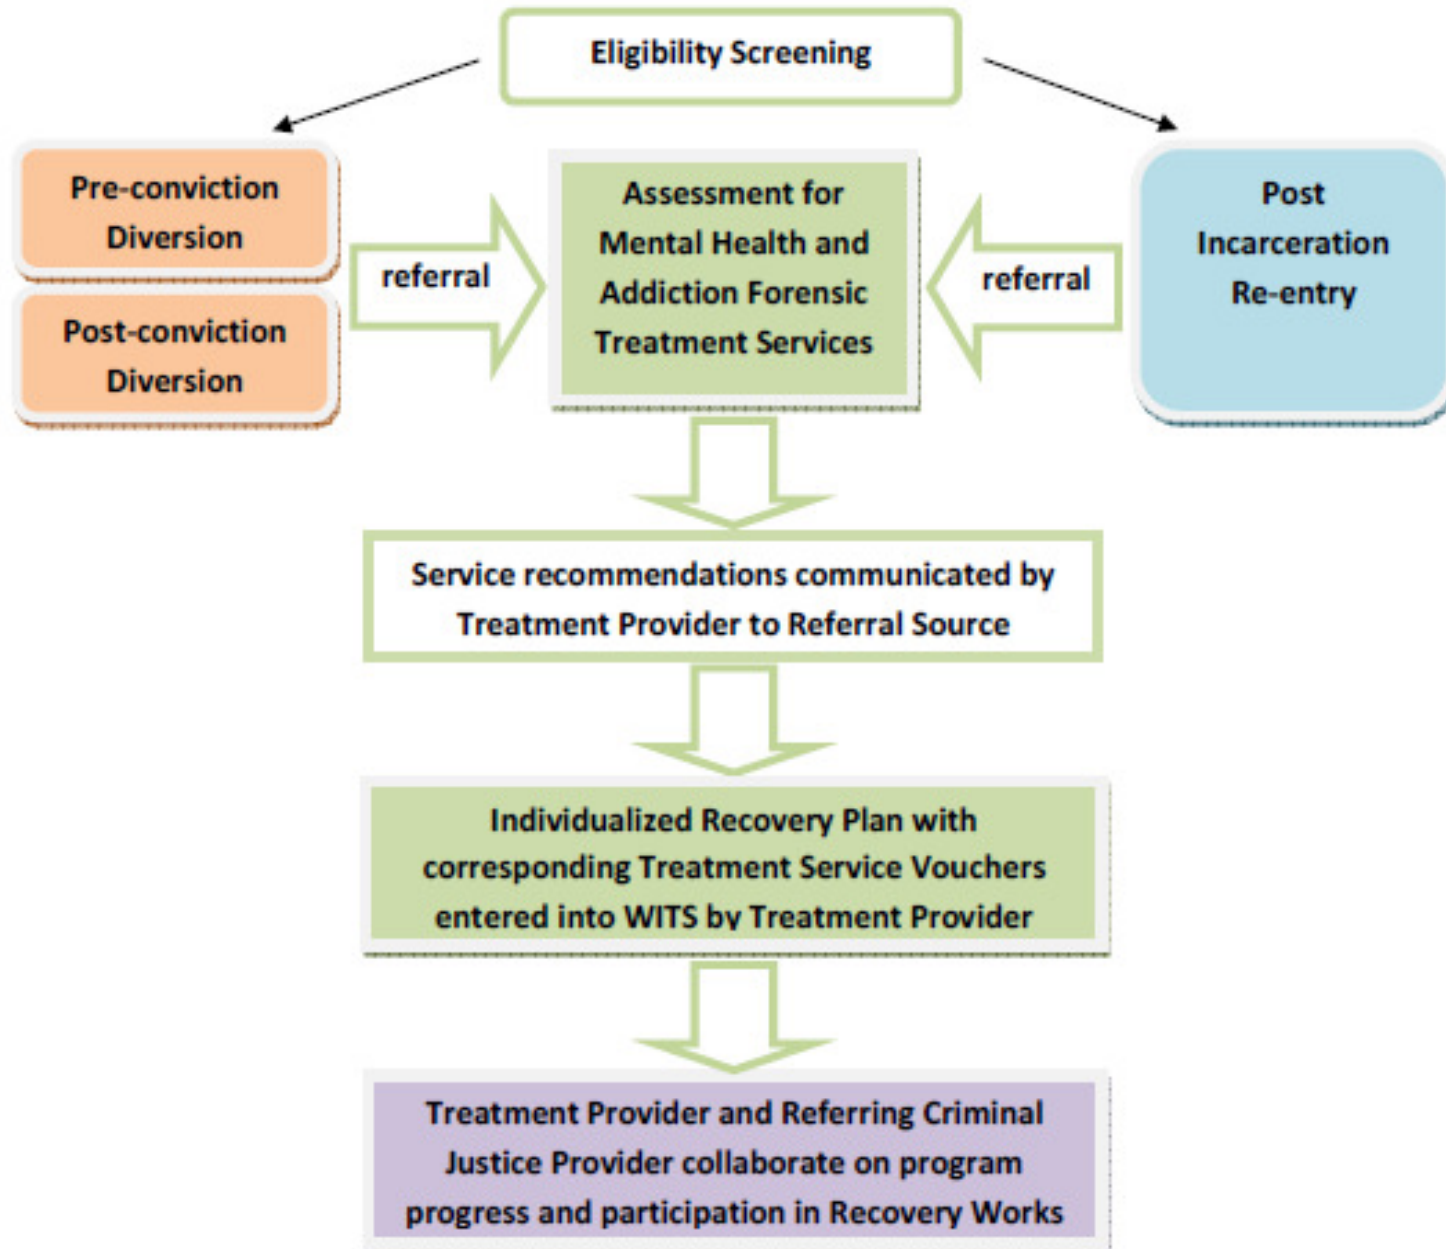 Eligibility Screening
Pre-conviction
Diversion
Post-conviction
Diversion
referral
Assessment for
Mental Health and
Addiction Forensic
Treatment Services
referral
Post
Incarceration
Re-entry
Service recommendations communicated by
Treatment Provider to Referral Source
Individualized Recovery Plan with
corresponding Treatment Service Vouchers
entered into WITS by Treatment Provider
Treatment Provider and Referring Criminal
Justice Provider collaborate on program
progress and participation in Recovery Works